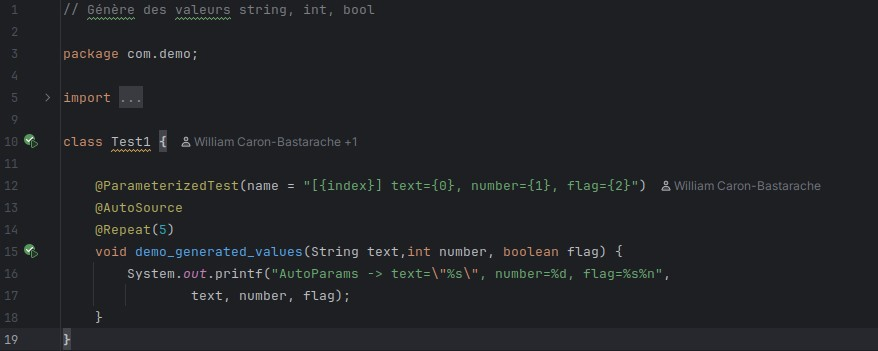 1 // Génère des valeurs string, int, bool
2
3 package com.demo;
4
5 import ...
9
10 class Test1 { William Caron-Bastarache +1
11
12 @ParameterizedTest(name = "[{index}] text={0}, number={1}, flag={2}") William Caron-Bastarache
13 @AutoSource
14 @Repeat(5)
15 void demo_generated_values(String text,int number, boolean flag) {
16 System.out.printf("AutoParams -> text=\"%s\", number=%d, flag=%s%n",
17 text, number, flag);
18 }
19 }